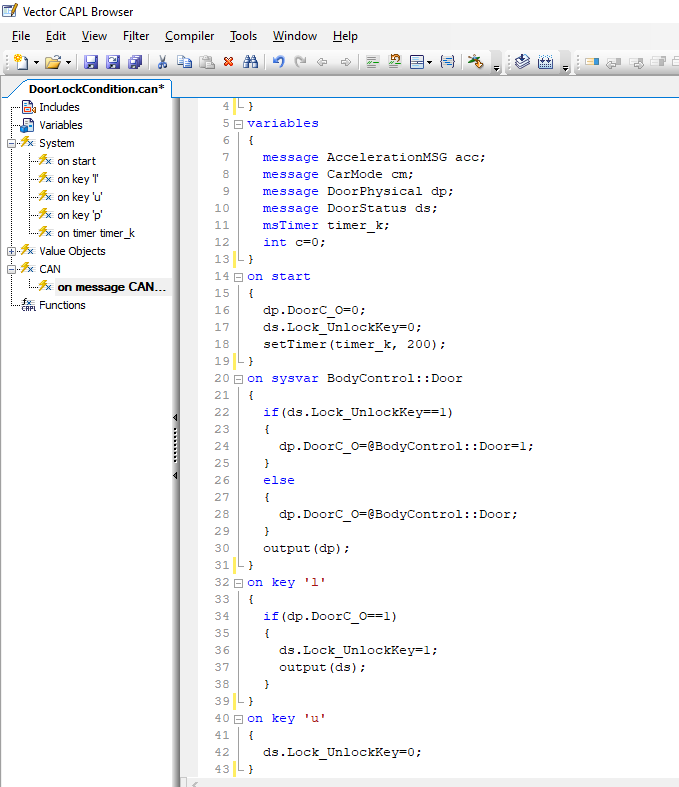 Vector CAPL Browser
File Edit View Filter Compiler Tools Window Help
DoorLockCondition.can*
Includes
Variables
System
on start
on key 'l'
on key 'u'
on key 'p'
on timer timer_k
Value Objects
CAN
on message CAN...
Functions
4 }
5 variables
6 {
7 message AccelerationMSG acc;
8 message CarMode cm;
9 message DoorPhysical dp;
10 message DoorStatus ds;
11 msTimer timer_k;
12 int c=0;
13 }
14 on start
15 {
16 dp.DoorC_O=0;
17 ds.Lock_UnlockKey=0;
18 setTimer(timer_k, 200);
19 }
20 on sysvar BodyControl::Door
21 {
22 if(ds.Lock_UnlockKey==1)
23 {
24 dp.DoorC_O=@BodyControl::Door=1;
25 }
26 else
27 {
28 dp.DoorC_O=@BodyControl::Door;
29 }
30 output(dp);
31 }
32 on key 'l'
33 {
34 if(dp.DoorC_O==1)
35 {
36 ds.Lock_UnlockKey=1;
37 output(ds);
38 }
39 }
40 on key 'u'
41 {
42 ds.Lock_UnlockKey=0;
43 }